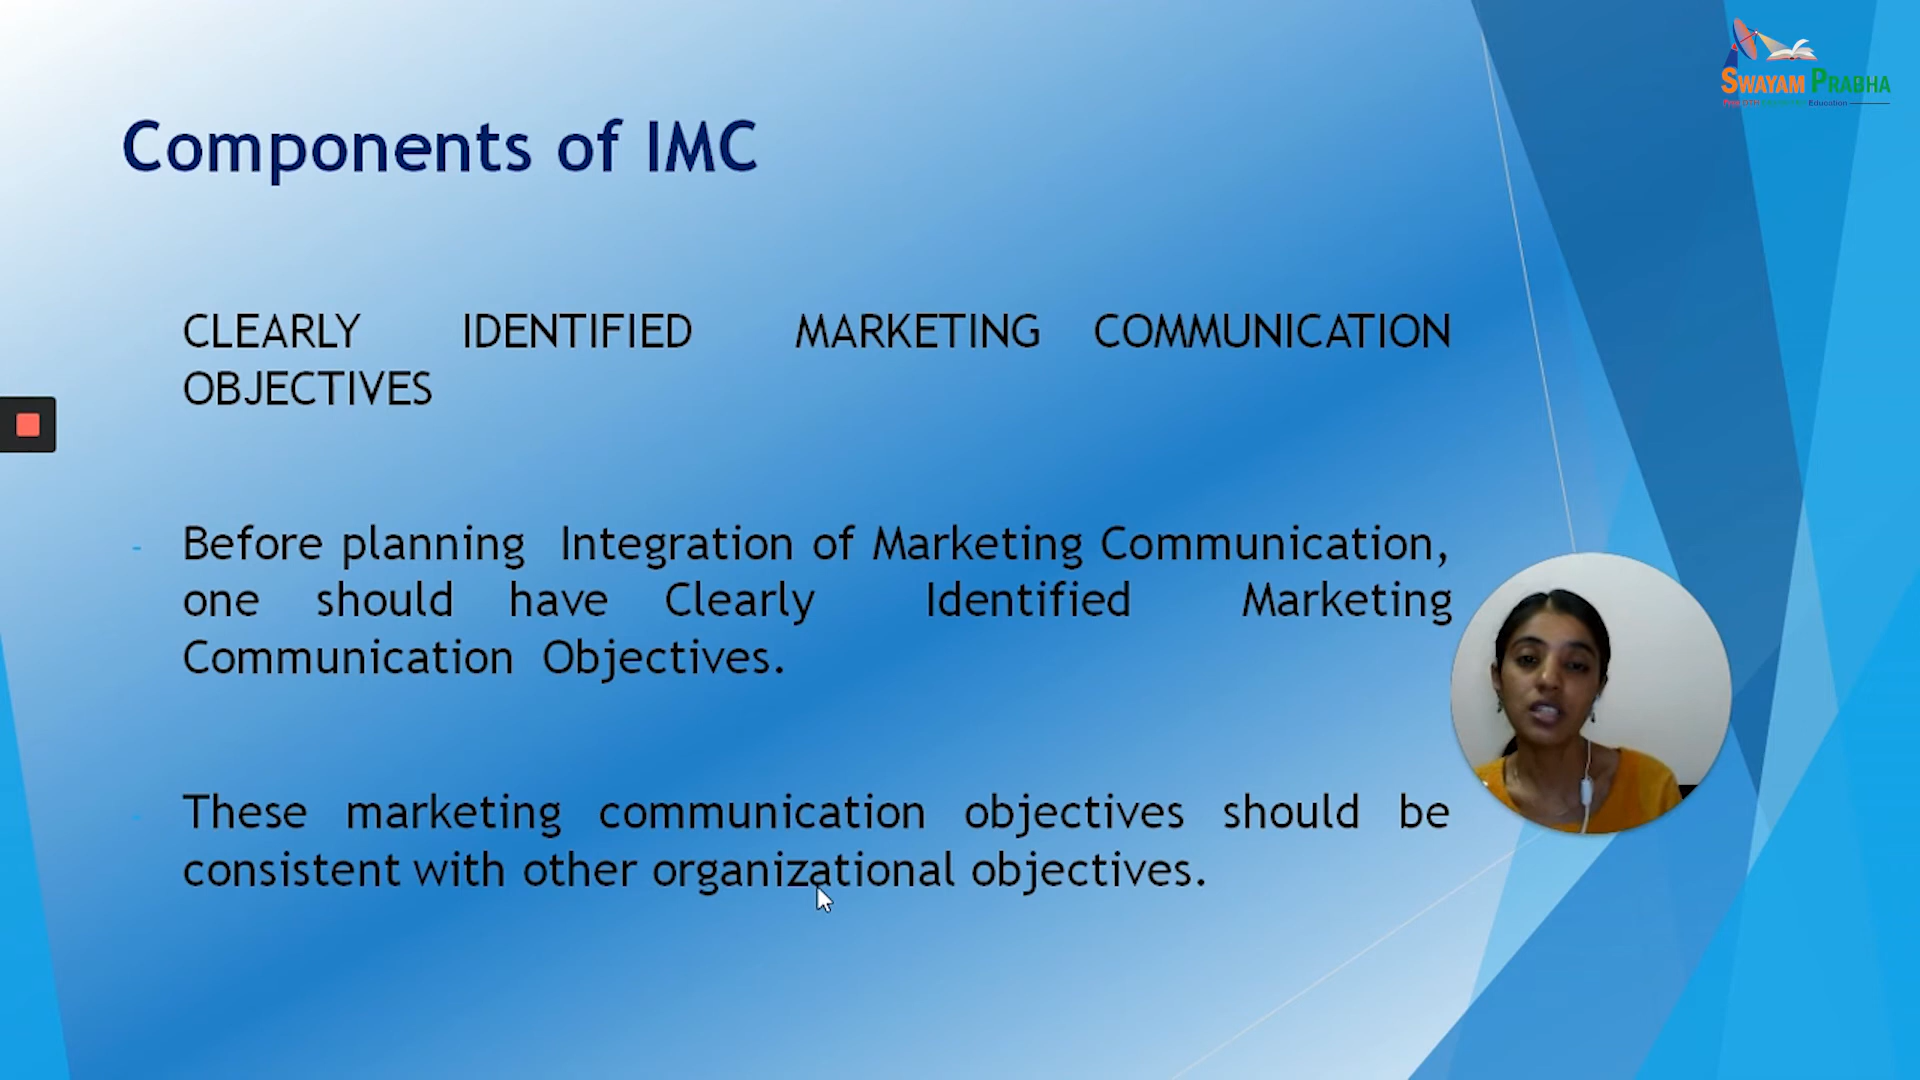 SWAYAM PRABHA
Education
Components of IMC
CLEARLY IDENTIFIED MARKETING COMMUNICATION
OBJECTIVES
- Before planning Integration of Marketing Communication,
one should have Clearly Identified Marketing
Communication Objectives.
- These marketing communication objectives should be
consistent with other organizational objectives.